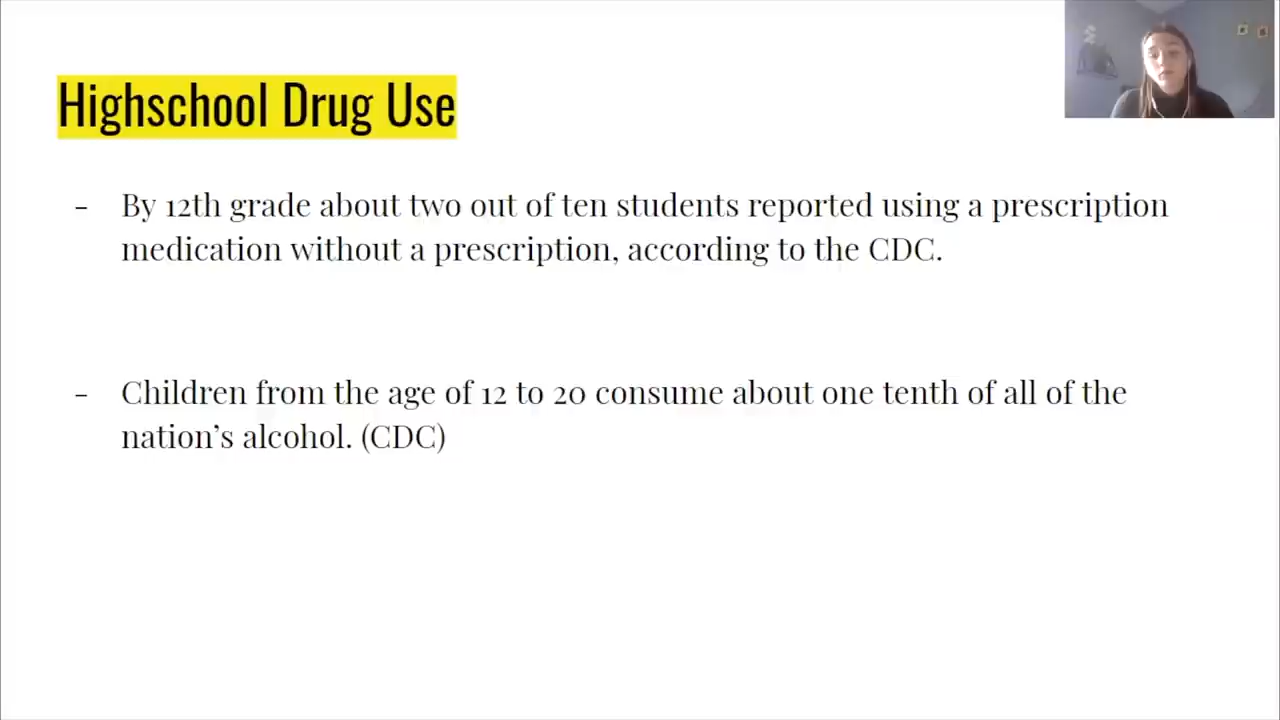 Highschool Drug Use
- By 12th grade about two out of ten students reported using a prescription
medication without a prescription, according to the CDC.
- Children from the age of 12 to 20 consume about one tenth of all of the
nation’s alcohol. (CDC)